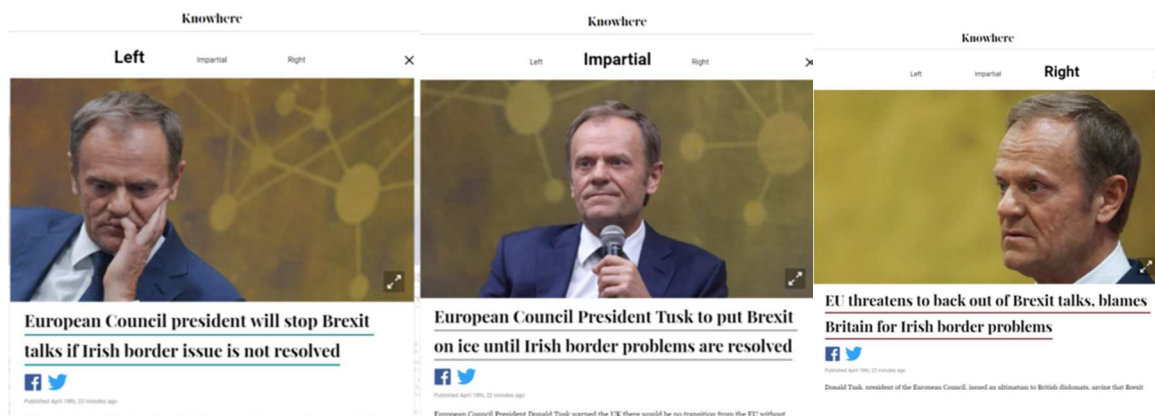 Knowhere
Left Impartial Right ×
European Council president will stop Brexit
talks if Irish border issue is not resolved
Published April 18th, 23 minutes ago
Knowhere
Left Impartial Right ×
European Council President Tusk to put Brexit
on ice until Irish border problems are resolved
Published April 18th, 22 minutes ago
European Council President Donald Tusk warned the UK there would be no transition from the EU without
Knowhere
Left Impartial Right
EU threatens to back out of Brexit talks, blames
Britain for Irish border problems
Published April 18th, 22 minutes ago
Donald Tusk, president of the European Council, issued an ultimatum to British diplomats, saying that Brexit